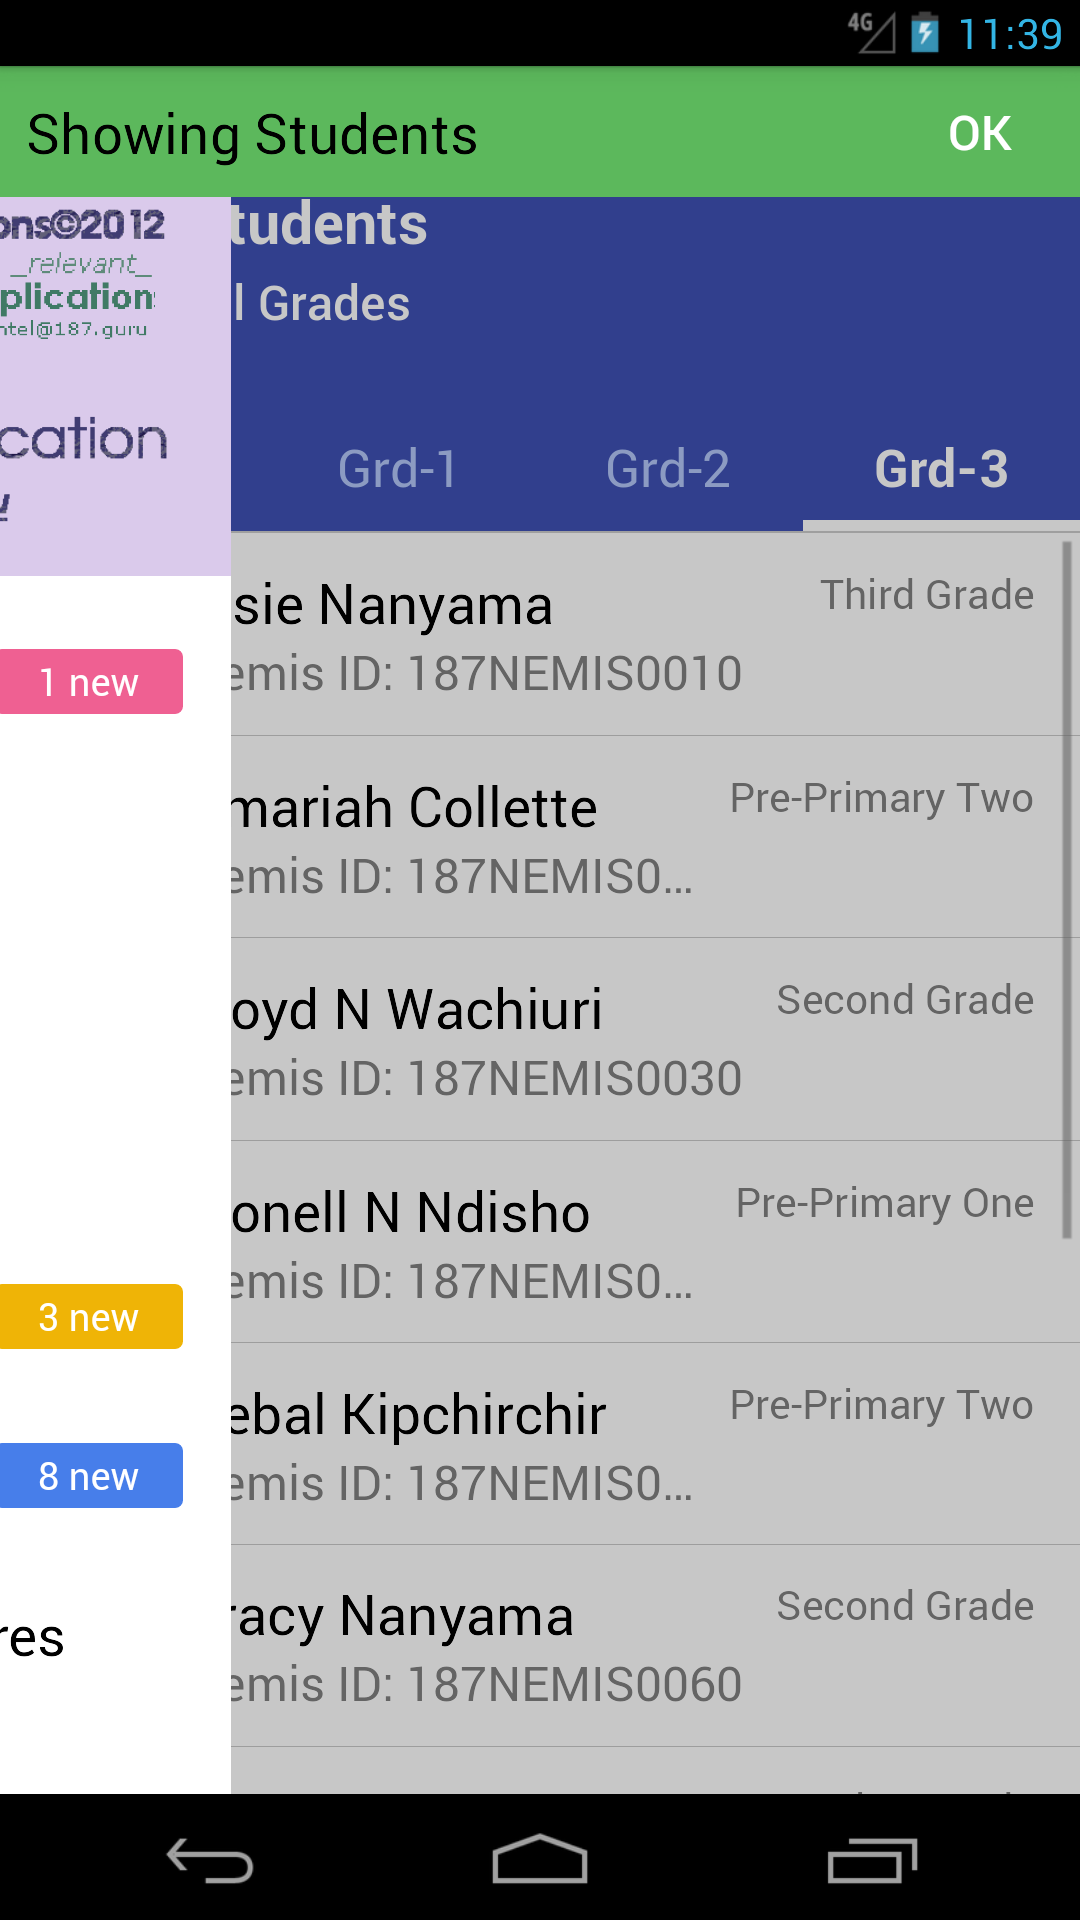 4G 11:39
Showing Students OK
ons©2012
_relevant_
plication
ntel@187.guru
cation
tudents
l Grades
Grd-1 Grd-2 Grd-3
sie Nanyama Third Grade
emis ID: 187NEMIS0010
1 new
mariah Collette Pre-Primary Two
emis ID: 187NEMIS0...
oyd N Wachiuri Second Grade
emis ID: 187NEMIS0030
onell N Ndisho Pre-Primary One
emis ID: 187NEMIS0...
3 new
ebal Kipchirchir Pre-Primary Two
emis ID: 187NEMIS0...
8 new
racy Nanyama Second Grade
res
emis ID: 187NEMIS0060